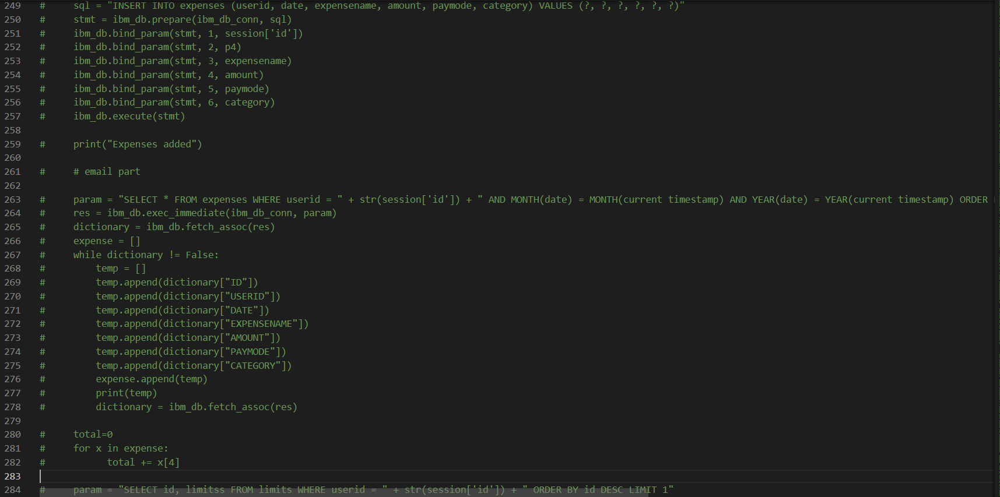 249 #     sql = "INSERT INTO expenses (userid, date, expensename, amount, paymode, category) VALUES (?, ?, ?, ?, ?, ?)"
250 #     stmt = ibm_db.prepare(ibm_db_conn, sql)
251 #     ibm_db.bind_param(stmt, 1, session['id'])
252 #     ibm_db.bind_param(stmt, 2, p4)
253 #     ibm_db.bind_param(stmt, 3, expensename)
254 #     ibm_db.bind_param(stmt, 4, amount)
255 #     ibm_db.bind_param(stmt, 5, paymode)
256 #     ibm_db.bind_param(stmt, 6, category)
257 #     ibm_db.execute(stmt)
258
259 #     print("Expenses added")
260
261 #     # email part
262
263 #     param = "SELECT * FROM expenses WHERE userid = " + str(session['id']) + " AND MONTH(date) = MONTH(current timestamp) AND YEAR(date) = YEAR(current timestamp) ORDER
264 #     res = ibm_db.exec_immediate(ibm_db_conn, param)
265 #     dictionary = ibm_db.fetch_assoc(res)
266 #     expense = []
267 #     while dictionary != False:
268 #         temp = []
269 #         temp.append(dictionary["ID"])
270 #         temp.append(dictionary["USERID"])
271 #         temp.append(dictionary["DATE"])
272 #         temp.append(dictionary["EXPENSENAME"])
273 #         temp.append(dictionary["AMOUNT"])
274 #         temp.append(dictionary["PAYMODE"])
275 #         temp.append(dictionary["CATEGORY"])
276 #         expense.append(temp)
277 #         print(temp)
278 #         dictionary = ibm_db.fetch_assoc(res)
279
280 #     total=0
281 #     for x in expense:
282 #           total += x[4]
283
284 #     param = "SELECT id, limitss FROM limits WHERE userid = " + str(session['id']) + " ORDER BY id DESC LIMIT 1"